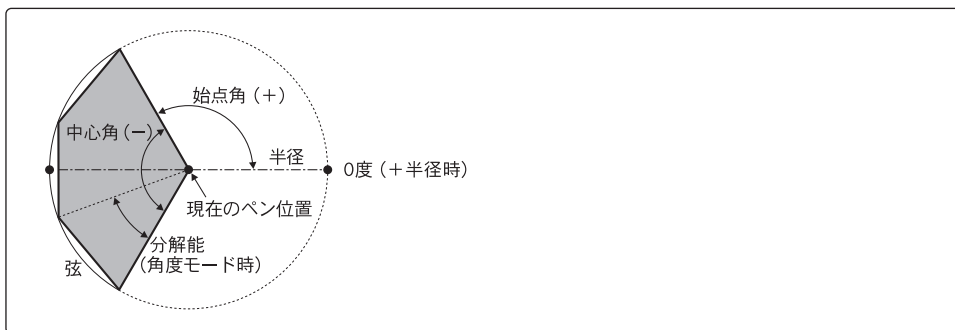 始点角（＋）
中心角（－）
半径
0度（＋半径時）
現在のペン位置
分解能
（角度モード時）
弦